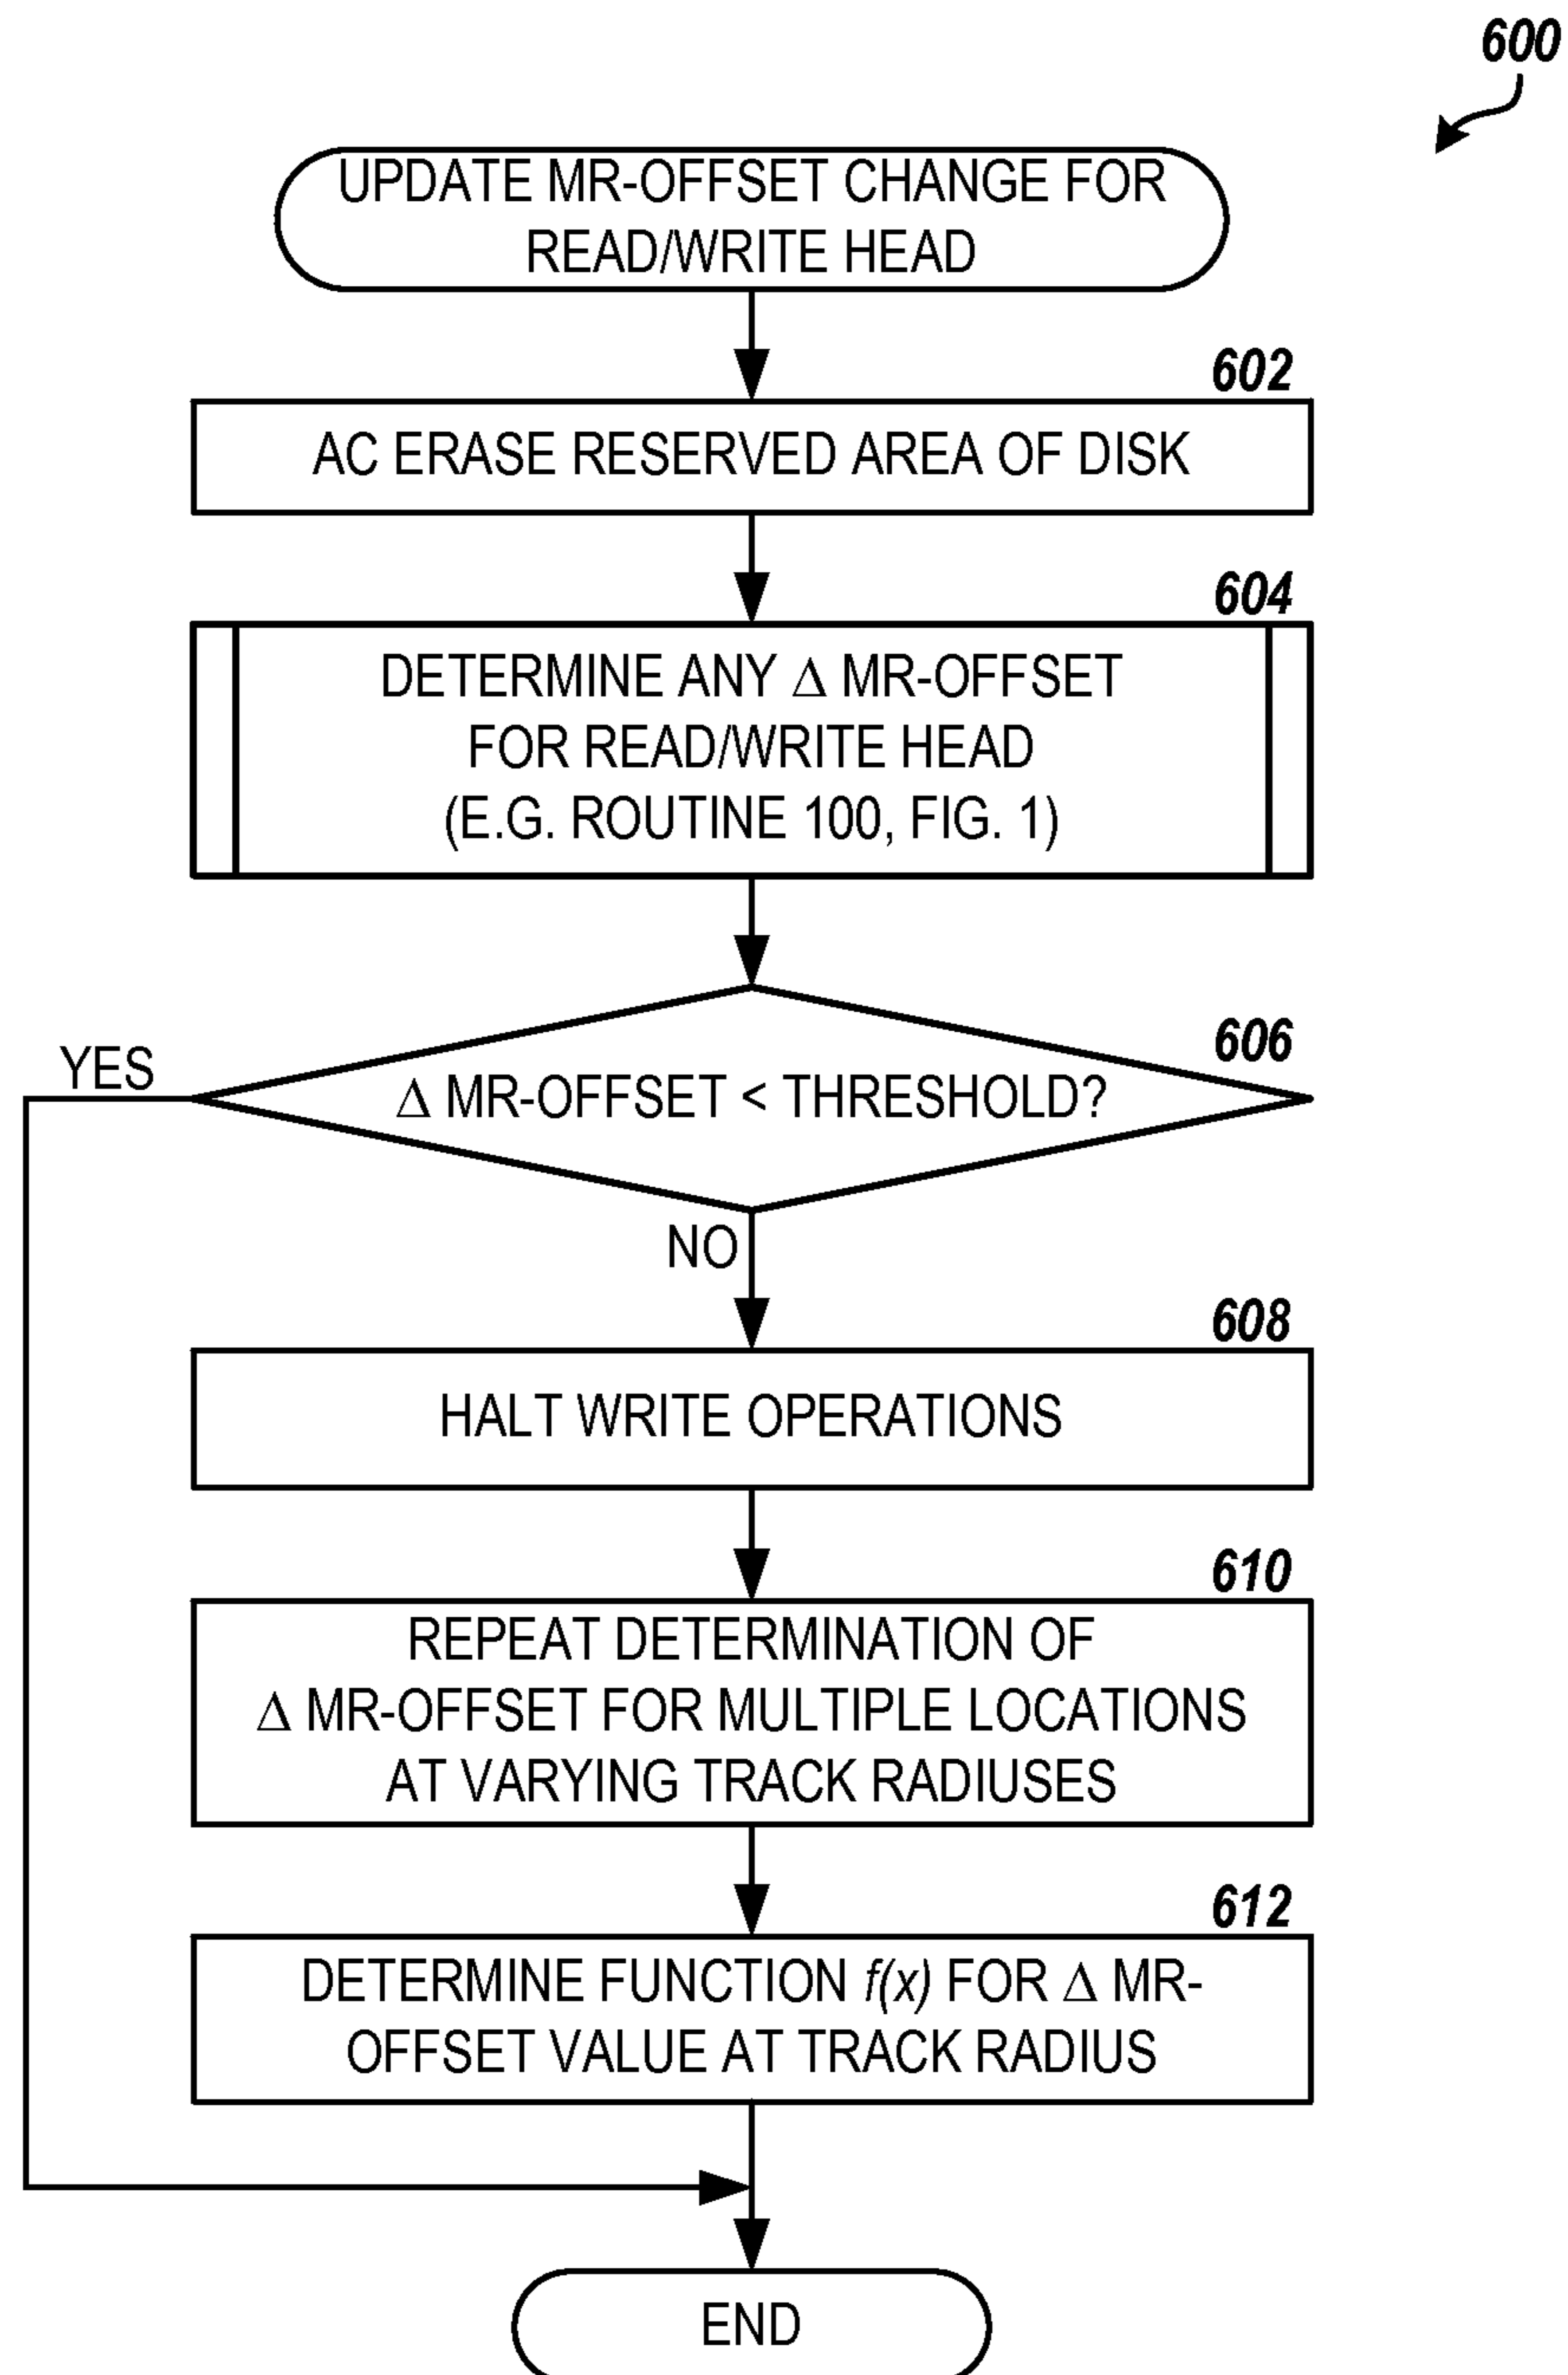 600
UPDATE MR-OFFSET CHANGE FOR
READ/WRITE HEAD
602
AC ERASE RESERVED AREA OF DISK
604
DETERMINE ANY Δ MR-OFFSET
FOR READ/WRITE HEAD
(E.G. ROUTINE 100, FIG. 1)
606
YES
Δ MR-OFFSET < THRESHOLD?
NO
608
HALT WRITE OPERATIONS
610
REPEAT DETERMINATION OF
Δ MR-OFFSET FOR MULTIPLE LOCATIONS
AT VARYING TRACK RADIUSES
612
DETERMINE FUNCTION f(x) FOR Δ MR-
OFFSET VALUE AT TRACK RADIUS
END